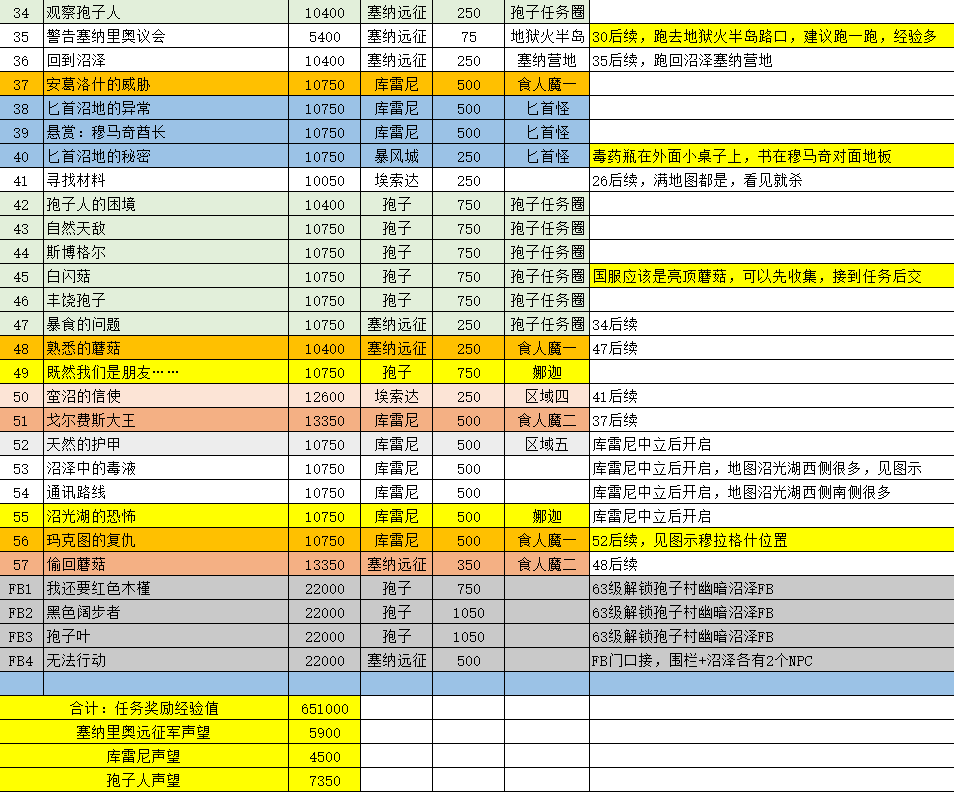 34 观察孢子人 10400 塞纳远征 250 孢子任务圈
35 警告塞纳里奥议会 5400 塞纳远征 75 地狱火半岛 30后续，跑去地狱火半岛路口，建议跑一跑，经验多
36 回到沼泽 10400 塞纳远征 250 塞纳营地 35后续，跑回沼泽塞纳营地
37 安葛洛什的威胁 10750 库雷尼 500 食人魔一
38 匕首沼地的异常 10750 库雷尼 500 匕首怪
39 悬赏：穆马奇酋长 10750 库雷尼 500 匕首怪
40 匕首沼地的秘密 10750 暴风城 250 匕首怪 毒药瓶在外面小桌子上，书在穆马奇对面地板
41 寻找材料 10050 埃索达 250 26后续，满地图都是，看见就杀
42 孢子人的困境 10400 孢子 750 孢子任务圈
43 自然天敌 10750 孢子 750 孢子任务圈
44 斯博格尔 10750 孢子 750 孢子任务圈
45 白闪菇 10750 孢子 750 孢子任务圈 国服应该是亮顶蘑菇，可以先收集，接到任务后交
46 丰饶孢子 10750 孢子 750 孢子任务圈
47 暴食的问题 10750 塞纳远征 250 孢子任务圈 34后续
48 熟悉的蘑菇 10400 塞纳远征 250 食人魔一 47后续
49 既然我们是朋友…… 10750 孢子 750 娜迦
50 蛮沼的信使 12600 埃索达 250 区域四 41后续
51 戈尔费斯大王 13350 库雷尼 500 食人魔二 37后续
52 天然的护甲 10750 库雷尼 500 区域五 库雷尼中立后开启
53 沼泽中的毒液 10750 库雷尼 500 库雷尼中立后开启，地图沼光湖西侧很多，见图示
54 通讯路线 10750 库雷尼 500 库雷尼中立后开启，地图沼光湖西侧南侧很多
55 沼光湖的恐怖 10750 库雷尼 500 娜迦 库雷尼中立后开启
56 玛克图的复仇 10750 库雷尼 500 食人魔一 52后续，见图示穆拉格什位置
57 偷回蘑菇 13350 塞纳远征 350 食人魔二 48后续
FB1 我还要红色木槿 22000 孢子 750 63级解锁孢子村幽暗沼泽FB
FB2 黑色阔步者 22000 孢子 1050 63级解锁孢子村幽暗沼泽FB
FB3 孢子叶 22000 孢子 1050 63级解锁孢子村幽暗沼泽FB
FB4 无法行动 22000 塞纳远征 500 FB门口接，围栏+沼泽各有2个NPC
合计：任务奖励经验值 651000
塞纳里奥远征军声望 5900
库雷尼声望 4500
孢子人声望 7350